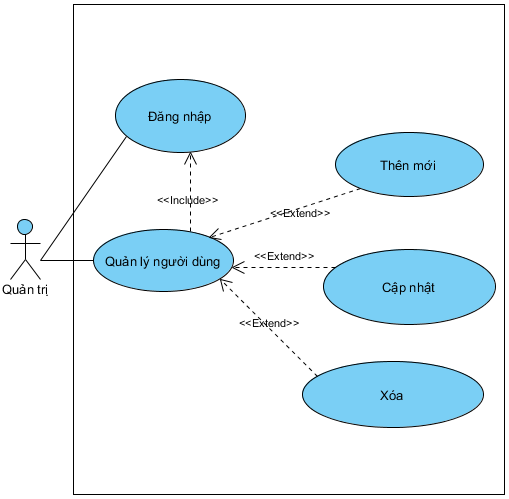 Đăng nhập
Thên mới
<<Include>>
<<Extend>>
Quản lý người dùng
<<Extend>>
Quản trị
Cập nhật
<<Extend>>
Xóa